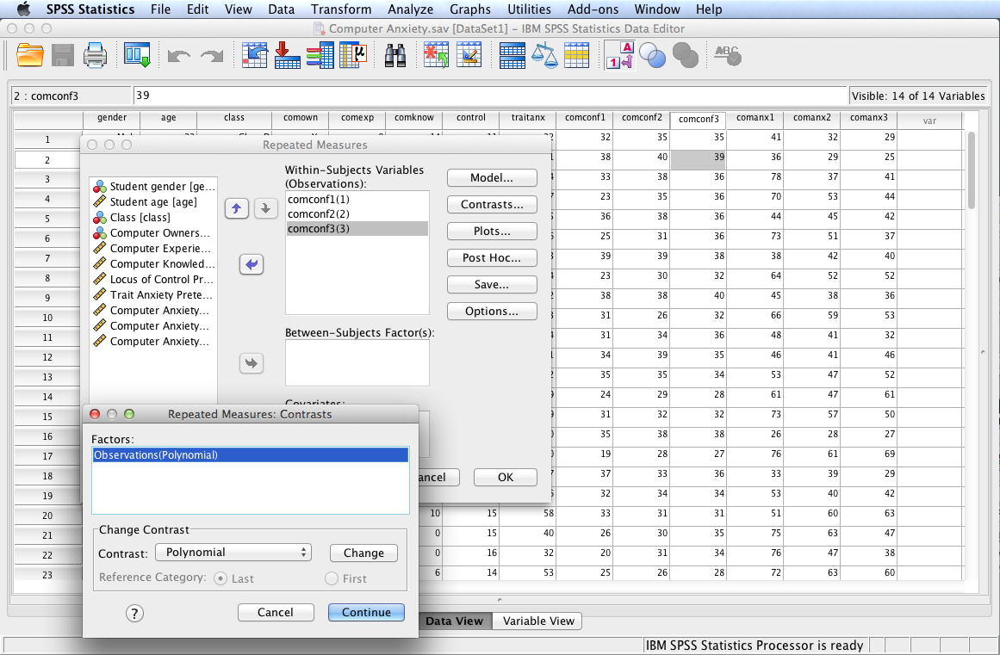 SPSS Statistics File Edit View Data Transform Analyze Graphs Utilities Add-ons Window Help
Computer Anxiety.sav [DataSet1] – IBM SPSS Statistics Data Editor
A
1
ABC
2 : comconf3 39 Visible: 14 of 14 Variables
gender age class comown comexp comknow control traitanx comconf1 comconf2 comconf3 comanx1 comanx2 comanx3 var
1 32 35 35 41 32 29
2 38 40 39 36 29 25
3 33 38 36 78 37 41
4 23 35 36 70 53 44
5 36 38 36 44 45 42
6 25 31 36 73 51 37
7 39 39 38 38 42 40
8 23 30 32 64 52 52
9 38 38 40 45 38 36
10 31 26 32 66 59 53
11 31 34 36 48 41 32
12 34 39 35 46 41 46
13 35 35 34 53 47 52
14 24 29 28 61 47 61
15 31 32 32 73 57 50
16 35 38 38 26 28 27
17 19 28 27 76 61 69
18 37 33 36 33 39 29
19 32 34 34 53 40 42
20 10 15 58 33 31 31 51 60 63
21 0 15 40 26 30 35 75 63 47
22 0 16 32 20 31 34 76 47 38
23 6 14 53 25 26 28 72 63 60
Repeated Measures
Student gender [ge...
Student age [age]
Class [class]
Computer Owners...
Computer Experie...
Computer Knowled...
Locus of Control Pr...
Trait Anxiety Prete...
Computer Anxiety...
Computer Anxiety...
Computer Anxiety...
Within-Subjects Variables
(Observations):
comconf1(1)
comconf2(2)
comconf3(3)
Between-Subjects Factor(s):
Covariates:
Model...
Contrasts...
Plots...
Post Hoc...
Save...
Options...
ancel OK
Repeated Measures: Contrasts
Factors:
Observations(Polynomial)
Change Contrast
Contrast: Polynomial Change
Reference Category: Last First
? Cancel Continue
Data View Variable View
IBM SPSS Statistics Processor is ready